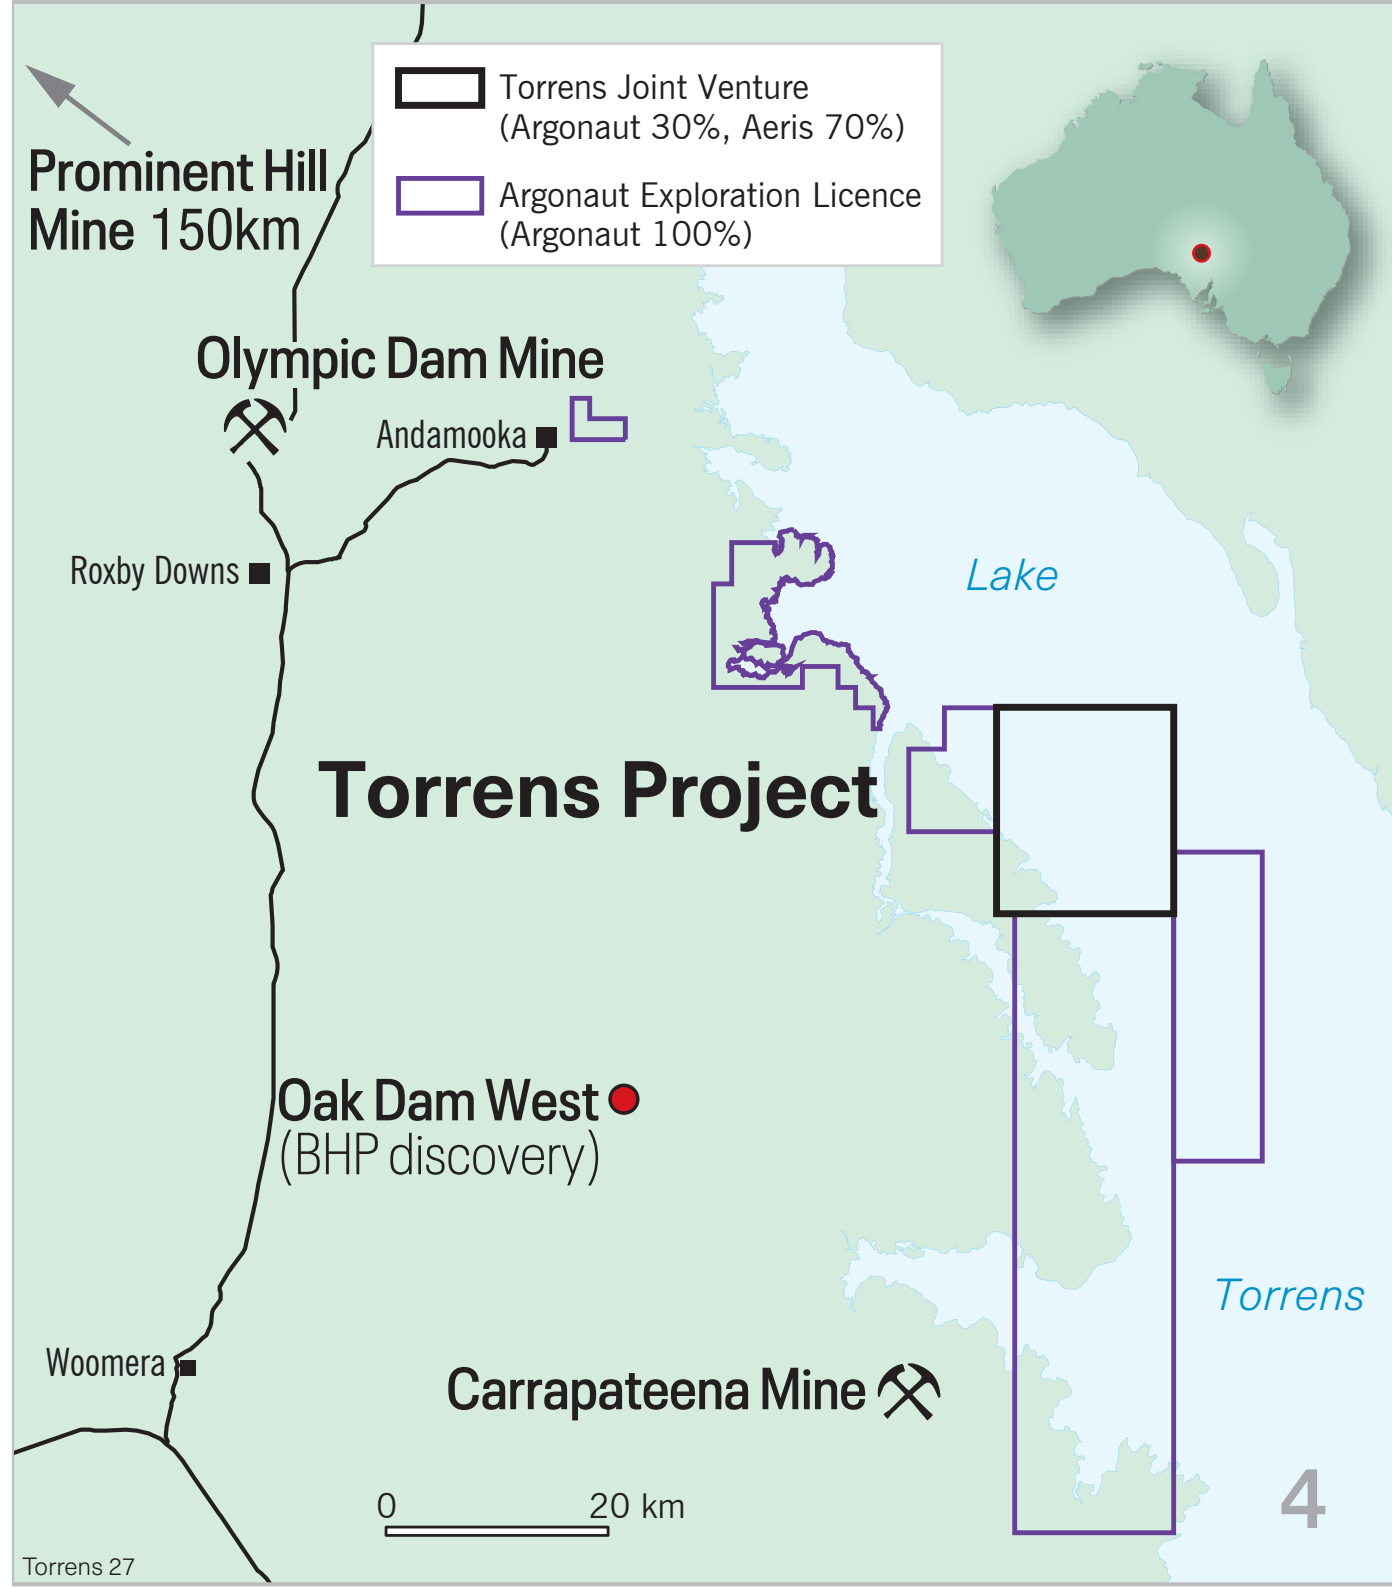 Torrens Joint Venture
(Argonaut 30%, Aeris 70%)
Argonaut Exploration Licence
(Argonaut 100%)
Prominent Hill
Mine 150km
Olympic Dam Mine
Andamooka
Roxby Downs
Lake
Torrens Project
Oak Dam West
(BHP discovery)
Torrens
Woomera
Carrapateena Mine
4
0 20 km
Torrens 27